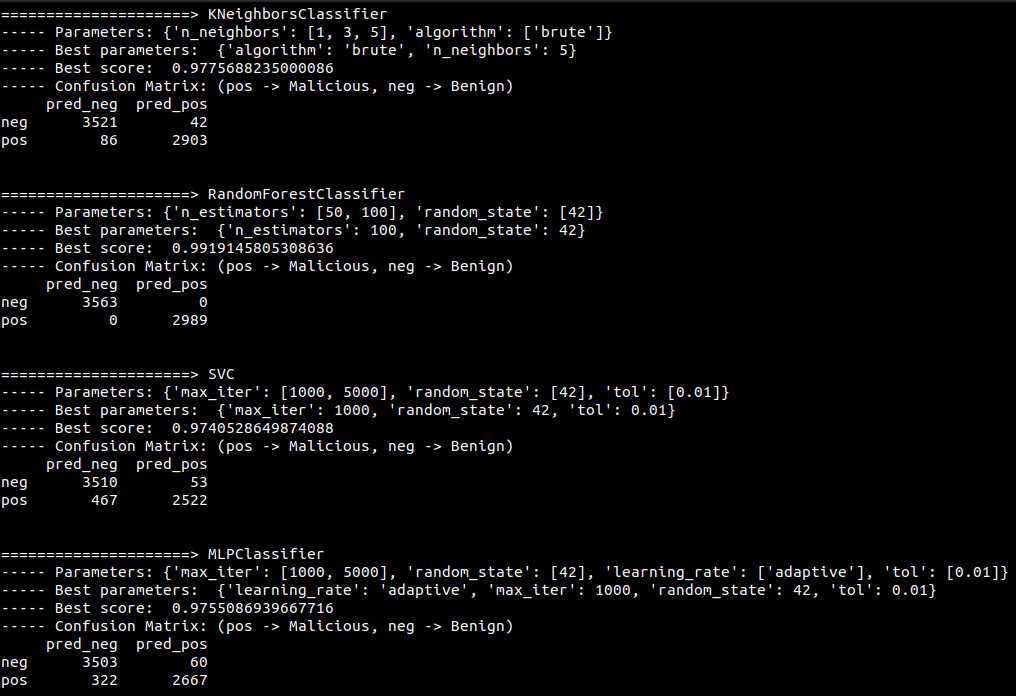 =====================> KNeighborsClassifier
----- Parameters: {'n_neighbors': [1, 3, 5], 'algorithm': ['brute']}
----- Best parameters:  {'algorithm': 'brute', 'n_neighbors': 5}
----- Best score:  0.9775688235000086
----- Confusion Matrix: (pos -> Malicious, neg -> Benign)
     pred_neg  pred_pos
neg      3521        42
pos        86      2903
=====================> RandomForestClassifier
----- Parameters: {'n_estimators': [50, 100], 'random_state': [42]}
----- Best parameters:  {'n_estimators': 100, 'random_state': 42}
----- Best score:  0.9919145805308636
----- Confusion Matrix: (pos -> Malicious, neg -> Benign)
     pred_neg  pred_pos
neg      3563         0
pos         0      2989
=====================> SVC
----- Parameters: {'max_iter': [1000, 5000], 'random_state': [42], 'tol': [0.01]}
----- Best parameters:  {'max_iter': 1000, 'random_state': 42, 'tol': 0.01}
----- Best score:  0.9740528649874088
----- Confusion Matrix: (pos -> Malicious, neg -> Benign)
     pred_neg  pred_pos
neg      3510        53
pos       467      2522
=====================> MLPClassifier
----- Parameters: {'max_iter': [1000, 5000], 'random_state': [42], 'learning_rate': ['adaptive'], 'tol': [0.01]}
----- Best parameters:  {'learning_rate': 'adaptive', 'max_iter': 1000, 'random_state': 42, 'tol': 0.01}
----- Best score:  0.9755086939667716
----- Confusion Matrix: (pos -> Malicious, neg -> Benign)
     pred_neg  pred_pos
neg      3503        60
pos       322      2667